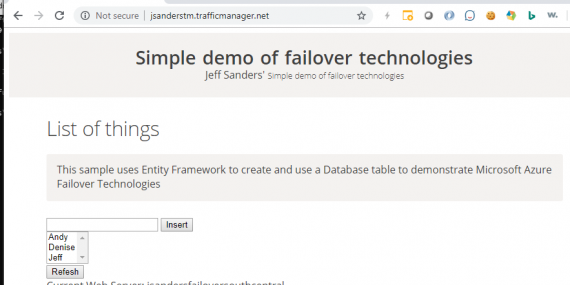 Not secure | jsanderstm.trafficmanager.net
Simple demo of failover technologies
Jeff Sanders' Simple demo of failover technologies
List of things
This sample uses Entity Framework to create and use a Database table to demonstrate Microsoft Azure
Failover Technologies
Insert
Andy
Denise
Jeff
Refesh
Current Web Server: jsandersfailoversouthcentral